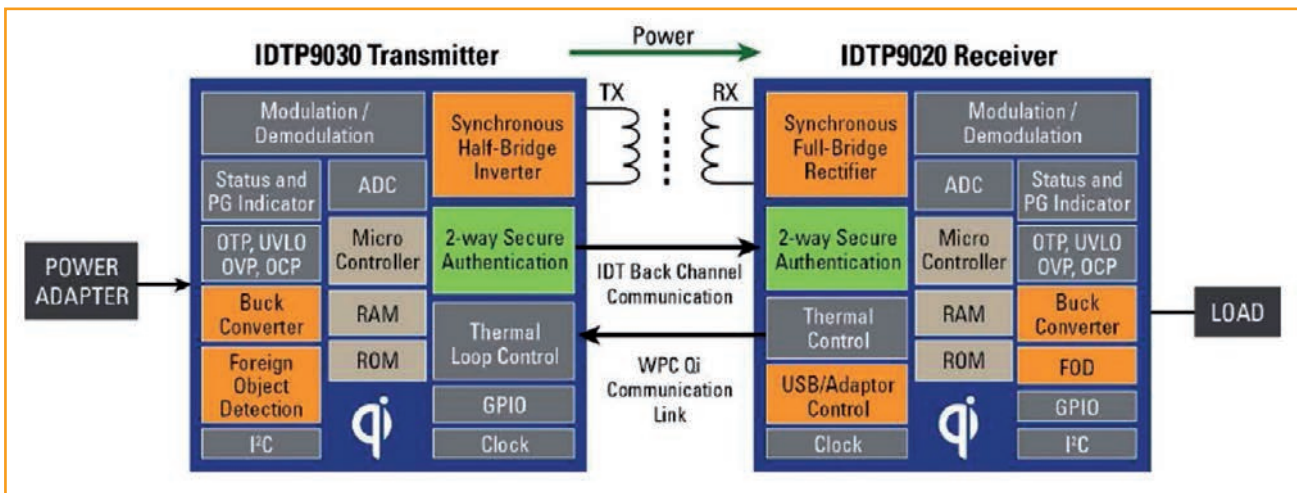 Power
IDTP9030 Transmitter
IDTP9020 Receiver
Modulation /
Demodulation
Synchronous
Half-Bridge
Inverter
Status and
PG Indicator
ADC
OTP, UVLO
OVP, OCP
Micro
Controller
2-way Secure
Authentication
Buck
Converter
RAM
Thermal
Loop Control
Foreign
Object
Detection
ROM
GPIO
I²C
qi
Clock
POWER
ADAPTER
TX
RX
IDT Back Channel
Communication
WPC Qi
Communication
Link
Synchronous
Full-Bridge
Rectifier
Modulation /
Demodulation
ADC
Status and
PG Indicator
2-way Secure
Authentication
Micro
Controller
OTP, UVLO
OVP, OCP
Thermal
Control
RAM
Buck
Converter
USB/Adaptor
Control
ROM
FOD
GPIO
Clock
qi
I²C
LOAD